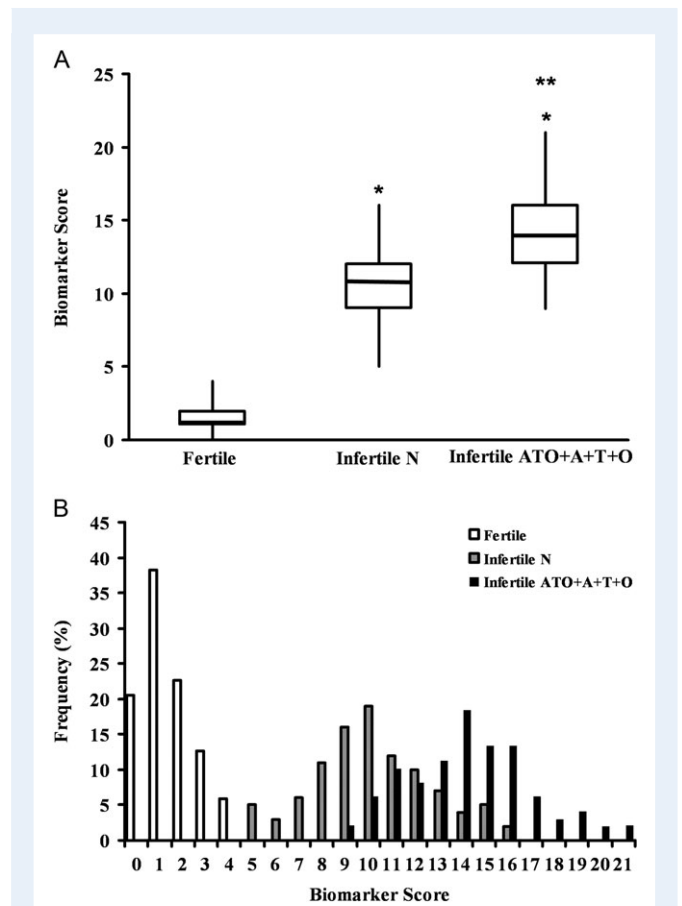 A
25
**
*
20
*
15
10
5
0
Biomarker Score
Fertile Infertile N Infertile ATO+A+T+O
B
45
40
35
30
25
20
15
10
5
0
Frequency (%)
Fertile
Infertile N
Infertile ATO+A+T+O
0 1 2 3 4 5 6 7 8 9 10 11 12 13 14 15 16 17 18 19 20 21
Biomarker Score